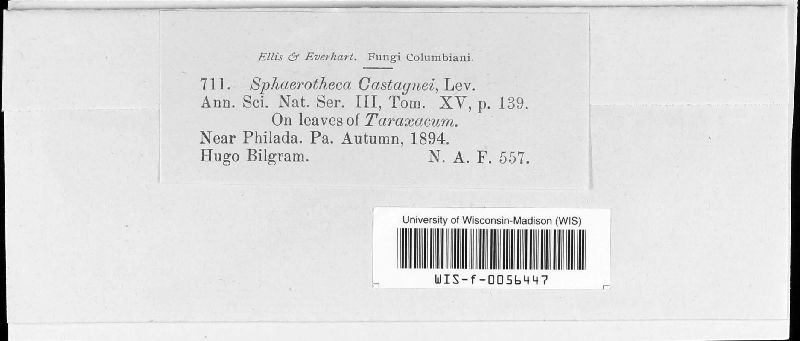 Ellis & Everhart. Fungi Columbiani.
711. Sphaerotheca Castagnei, Lev.
Ann. Sci. Nat. Ser. III, Tom. XV, p. 139.
On leaves of Taraxacum.
Near Philada. Pa. Autumn, 1894.
Hugo Bilgram. N. A. F. 557.
University of Wisconsin-Madison (WIS)
WIS-f-0056447